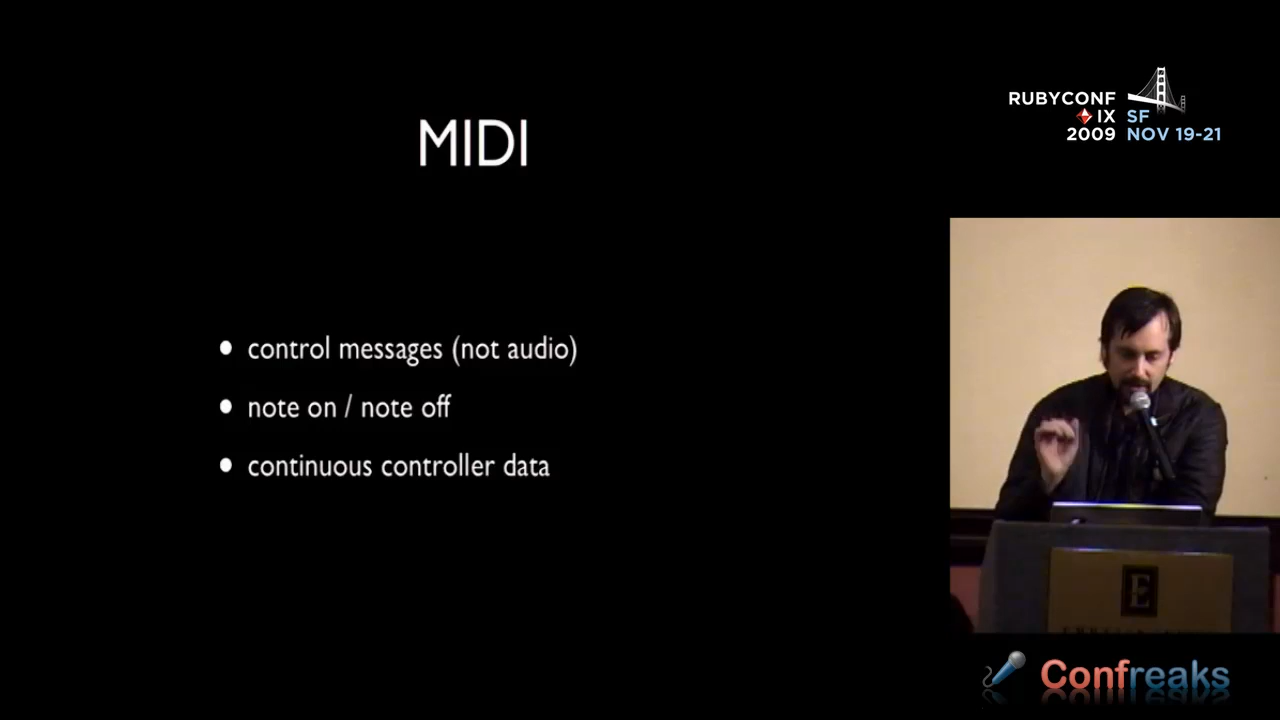 RUBYCONF
IX SF
2009 NOV 19-21
MIDI
• control messages (not audio)
• note on / note off
• continuous controller data
E
Confreaks